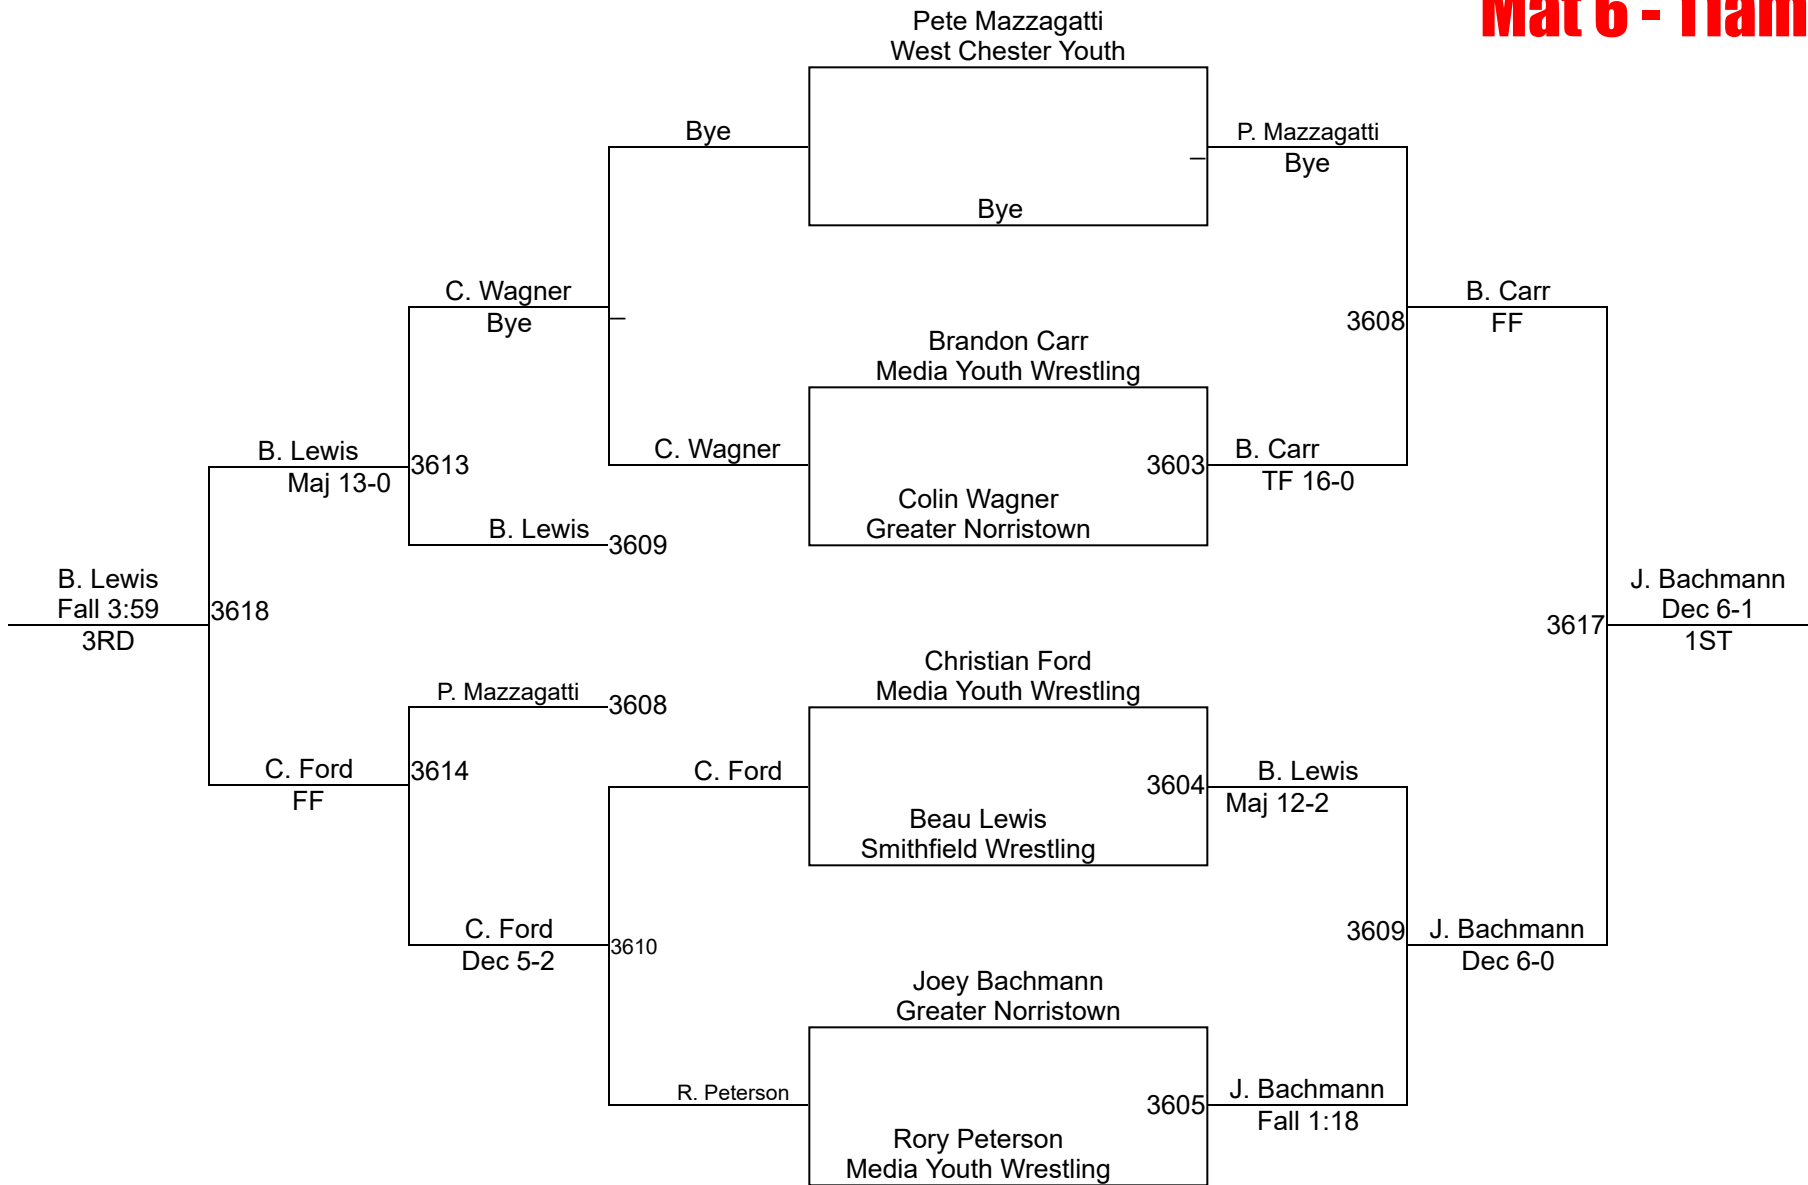 Mat 6 - 11am
Pete Mazzagatti
West Chester Youth
Bye
P. Mazzagatti
Bye
Bye
C. Wagner
Bye
B. Carr
FF
3608
Brandon Carr
Media Youth Wrestling
B. Lewis
Maj 13-0
3613
C. Wagner
3603
B. Carr
TF 16-0
Colin Wagner
Greater Norristown
B. Lewis
3609
B. Lewis
Fall 3:59
3RD
3618
3617
J. Bachmann
Dec 6-1
1ST
Christian Ford
Media Youth Wrestling
P. Mazzagatti
3608
C. Ford
FF
3614
C. Ford
3604
B. Lewis
Maj 12-2
Beau Lewis
Smithfield Wrestling
C. Ford
Dec 5-2
3610
3609
J. Bachmann
Dec 6-0
Joey Bachmann
Greater Norristown
R. Peterson
3605
J. Bachmann
Fall 1:18
Rory Peterson
Media Youth Wrestling